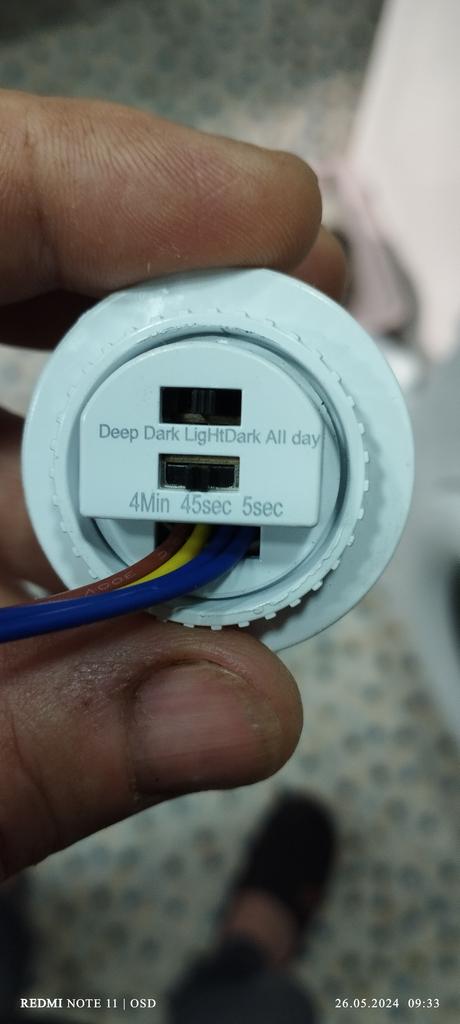 Deep Dark LigHtDark All day
4Min 45sec 5sec
REDMI NOTE 11 | OSD
26.05.2024 09:33